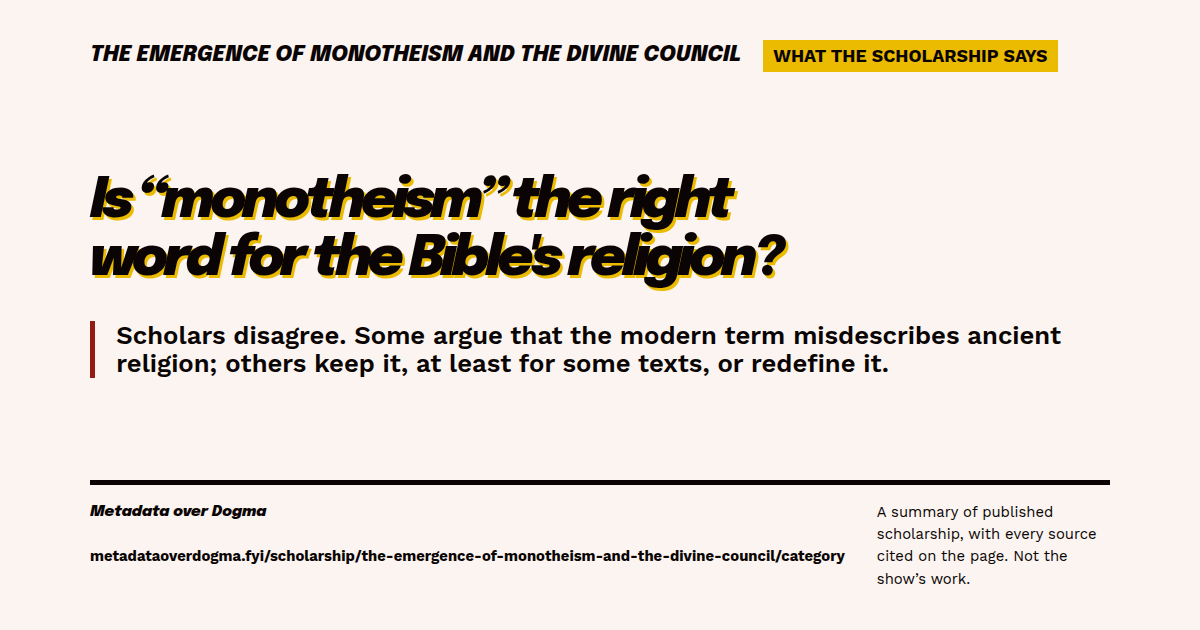 THE EMERGENCE OF MONOTHEISM AND THE DIVINE COUNCIL
WHAT THE SCHOLARSHIP SAYS
Is “monotheism” the right
word for the Bible's religion?
Scholars disagree. Some argue that the modern term misdescribes ancient
religion; others keep it, at least for some texts, or redefine it.
Metadata over Dogma
metadataoverdogma.fyi/scholarship/the-emergence-of-monotheism-and-the-divine-council/category
A summary of published
scholarship, with every source
cited on the page. Not the
show’s work.